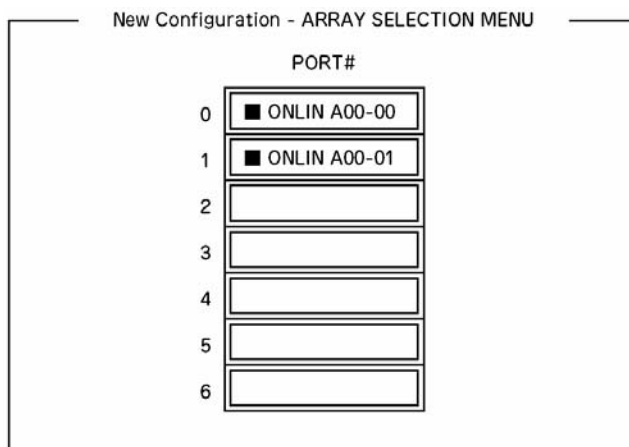 New Configuration - ARRAY SELECTION MENU
PORT#
0 ■ ONLIN A00-00
1 ■ ONLIN A00-01
2
3
4
5
6